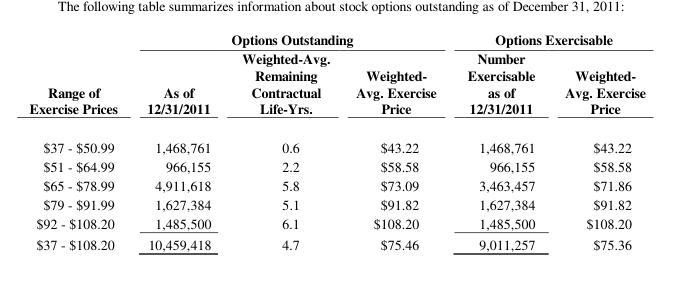 The following table summarizes information about stock options outstanding as of December 31, 2011:
Options Outstanding Options Exercisable
Weighted-Avg. Number
Remaining Weighted- Exercisable Weighted-
Range of As of Contractual Avg. Exercise as of Avg. Exercise
Exercise Prices 12/31/2011 Life-Yrs. Price 12/31/2011 Price
$37 - $50.99 1,468,761 0.6 $43.22 1,468,761 $43.22
$51 - $64.99 966,155 2.2 $58.58 966,155 $58.58
$65 - $78.99 4,911,618 5.8 $73.09 3,463,457 $71.86
$79 - $91.99 1,627,384 5.1 $91.82 1,627,384 $91.82
$92 - $108.20 1,485,500 6.1 $108.20 1,485,500 $108.20
$37 - $108.20 10,459,418 4.7 $75.46 9,011,257 $75.36